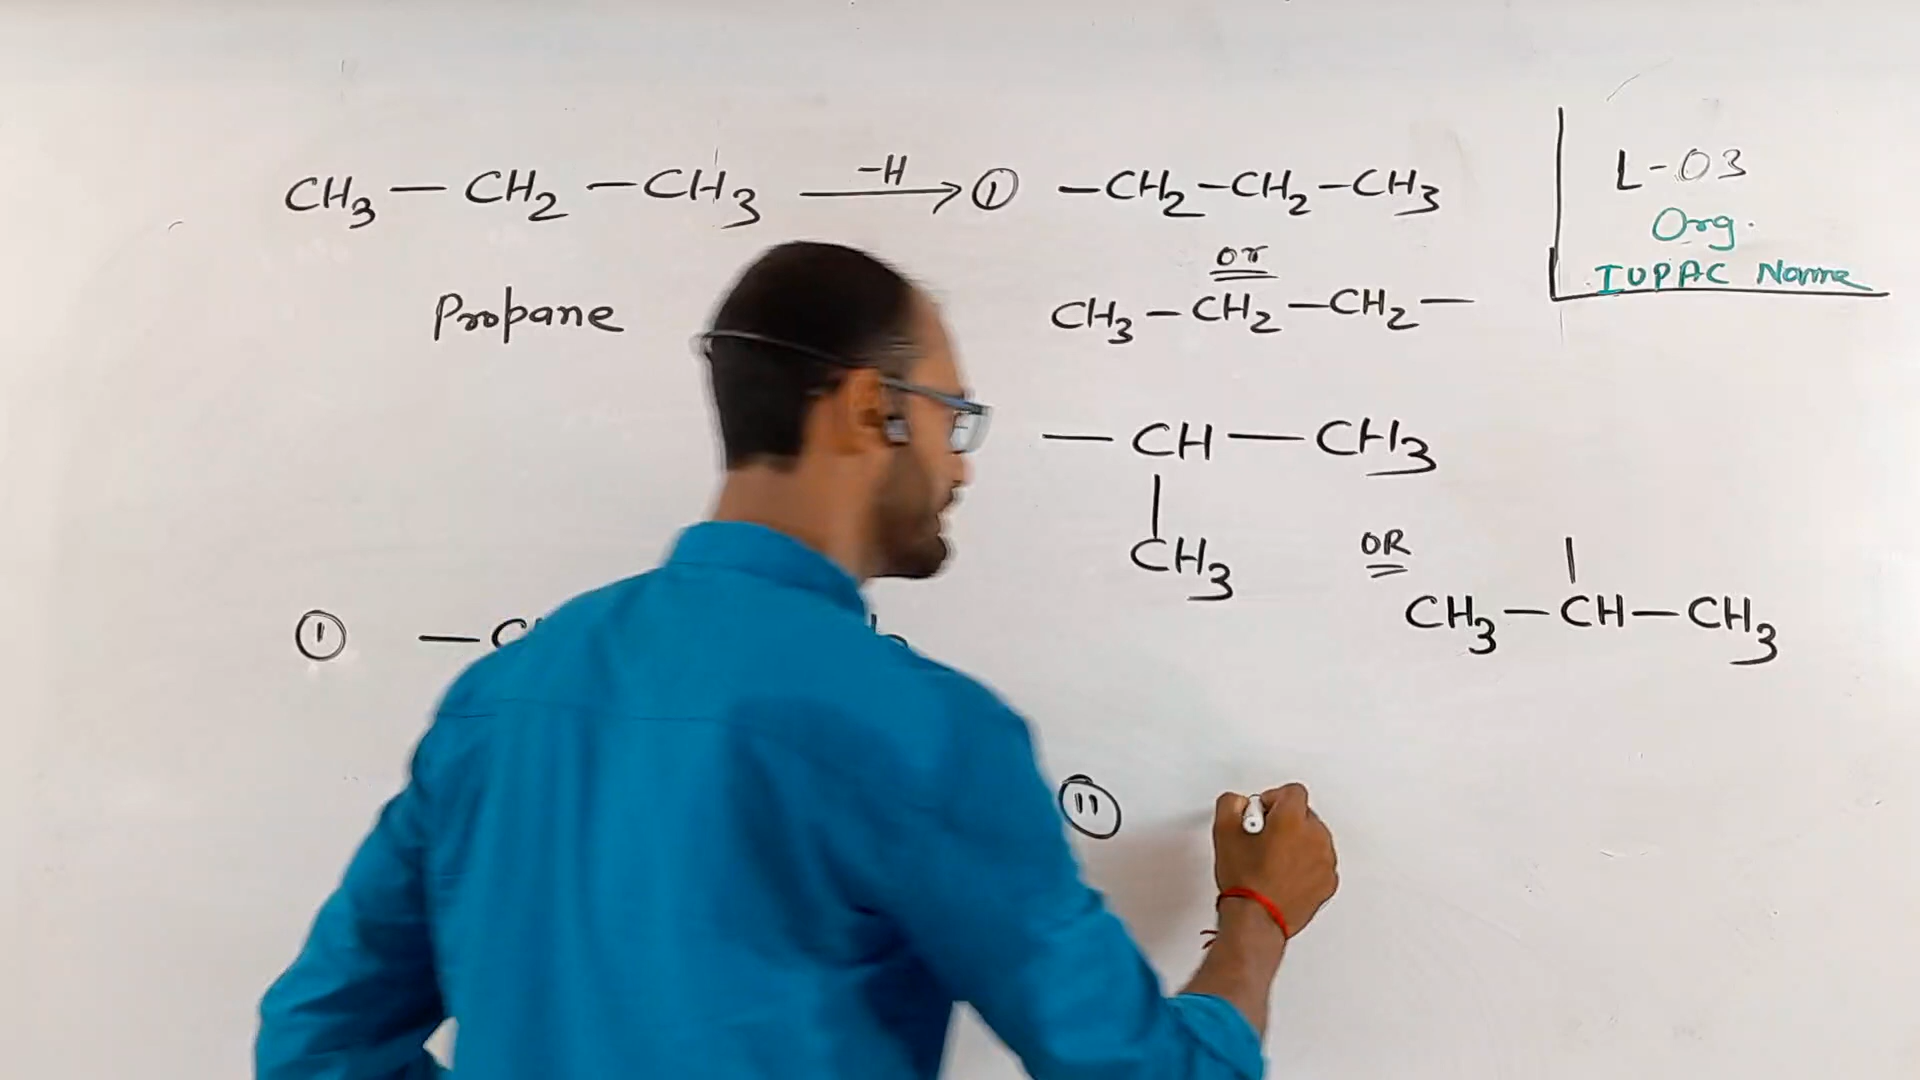 CH3 — CH2 — CH3 —H→ ① —CH2—CH2—CH3
or
Propane
CH3—CH2—CH2—
— CH — CH3
|
CH3
OR
|
CH3—CH—CH3
① —
⑪
L-03
Org.
IUPAC Name